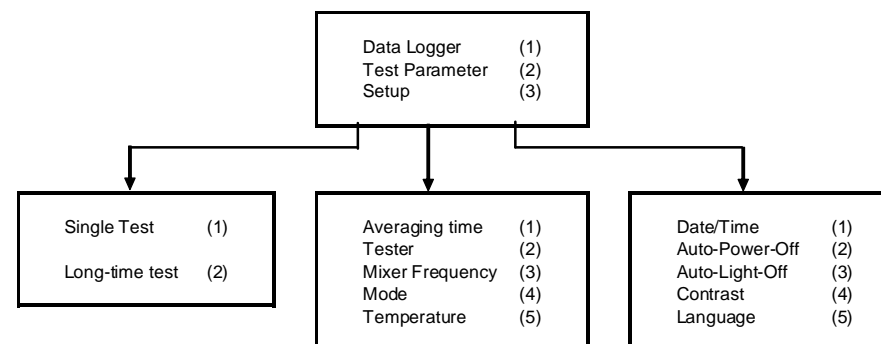 Data Logger (1)
Test Parameter (2)
Setup (3)
Single Test (1)
Long-time test (2)
Averaging time (1)
Tester (2)
Mixer Frequency (3)
Mode (4)
Temperature (5)
Date/Time (1)
Auto-Power-Off (2)
Auto-Light-Off (3)
Contrast (4)
Language (5)